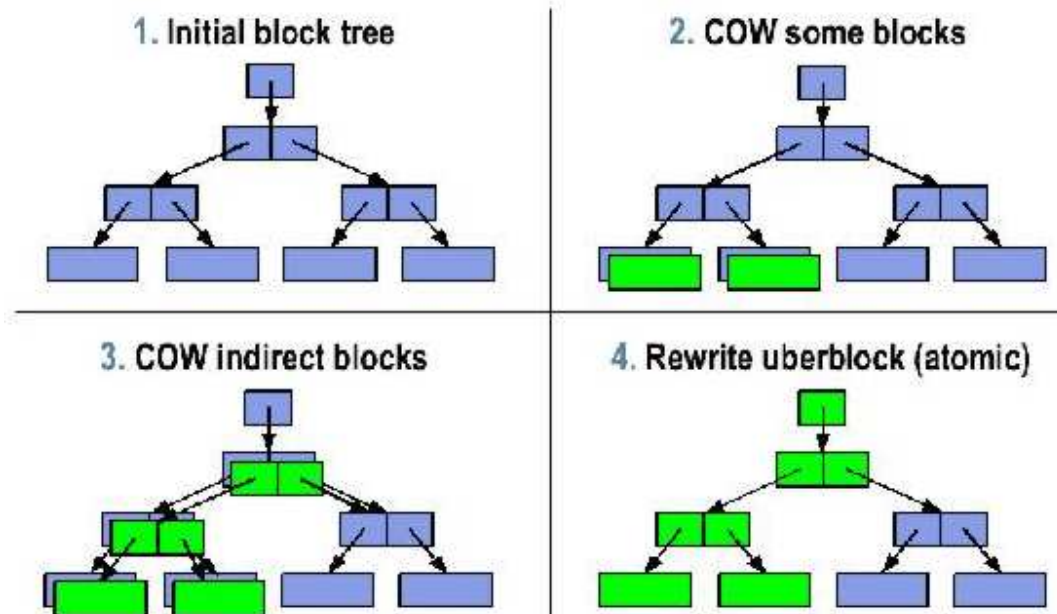 1. Initial block tree
2. COW some blocks
3. COW indirect blocks
4. Rewrite uberblock (atomic)